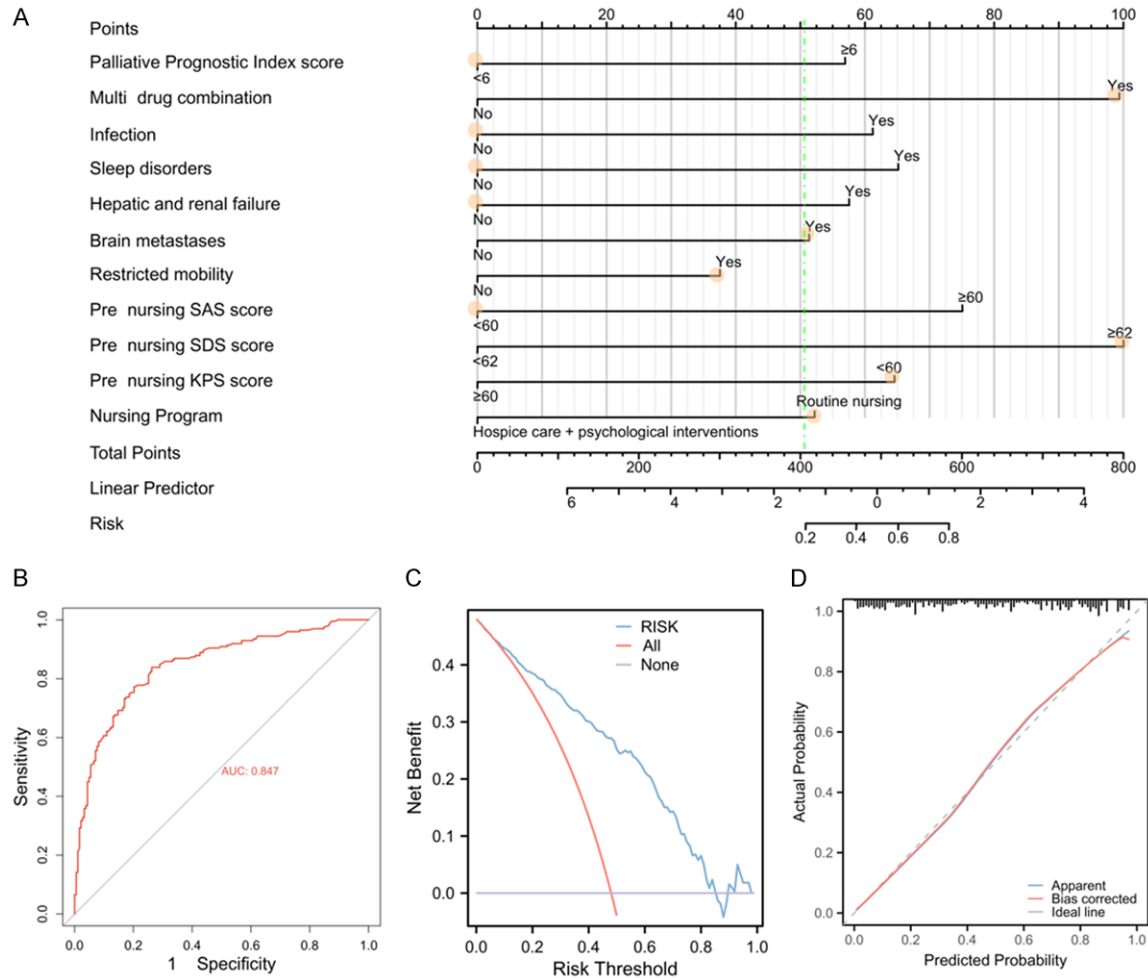 A
Points
0 20 40 60 80 100
Palliative Prognostic Index score
≥6
<6
Multi drug combination
Yes
No
Infection
Yes
No
Sleep disorders
Yes
No
Hepatic and renal failure
Yes
No
Brain metastases
Yes
No
Restricted mobility
Yes
No
Pre nursing SAS score
≥60
<60
Pre nursing SDS score
≥62
<62
Pre nursing KPS score
<60
≥60
Nursing Program
Routine nursing
Hospice care + psychological interventions
Total Points
0 200 400 600 800
Linear Predictor
6 4 2 0 2 4
Risk
0.2 0.4 0.6 0.8
B
Sensitivity
1.0
0.8
0.6
0.4
0.2
0.0
AUC: 0.847
0.0 0.2 0.4 0.6 0.8 1.0
1 Specificity
C
Net Benefit
0.4
0.3
0.2
0.1
0.0
RISK
All
None
0.0 0.2 0.4 0.6 0.8 1.0
Risk Threshold
D
Actual Probability
1.0
0.8
0.6
0.4
0.2
0.0
Apparent
Bias corrected
Ideal line
0.0 0.2 0.4 0.6 0.8 1.0
Predicted Probability